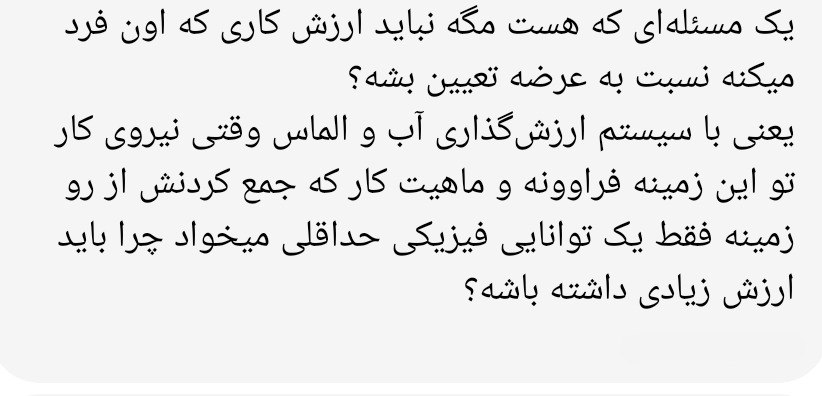 یک مسئله‌ای که هست مگه نباید ارزش کاری که اون فرد
میکنه نسبت به عرضه تعیین بشه؟
یعنی با سیستم ارزش‌گذاری آب و الماس وقتی نیروی کار
تو این زمینه فراوونه و ماهیت کار که جمع کردنش از رو
زمینه فقط یک توانایی فیزیکی حداقلی میخواد چرا باید
ارزش زیادی داشته باشه؟